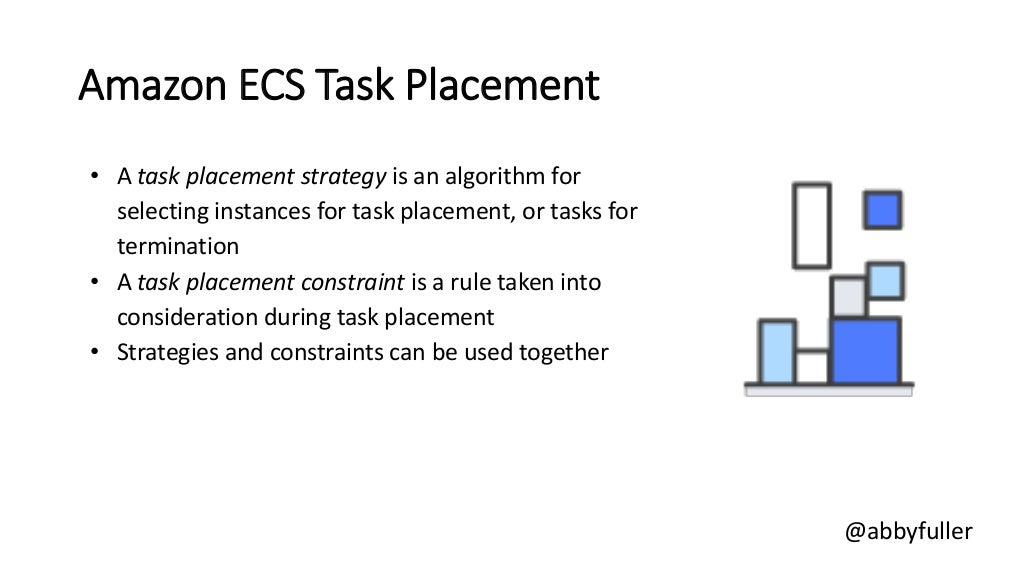 Amazon ECS Task Placement
• A task placement strategy is an algorithm for
selecting instances for task placement, or tasks for
termination
• A task placement constraint is a rule taken into
consideration during task placement
• Strategies and constraints can be used together
@abbyfuller